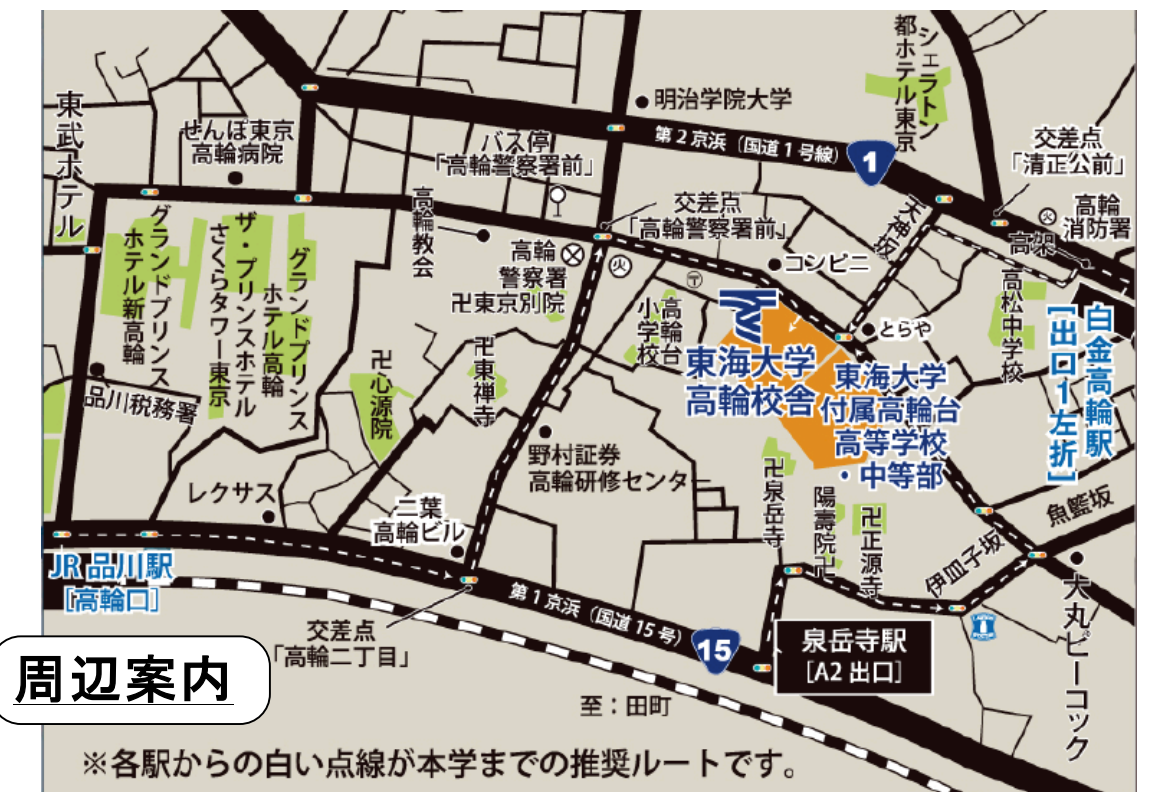 シェラトン
都ホテル東京
明治学院大学
東武ホテル
せんぽ東京
高輪病院
バス停
「高輪警察署前」
第2京浜（国道1号線）
1
交差点
「清正公前」
交差点
「高輪警察署前」
天神坂
高輪
消防署
高架
高輪教会
高輪
警察署
卍東京別院
コンビニ
グランドプリンス
ホテル新高輪
ザ・プリンスホテル
さくらタワー東京
グランドプリンス
ホテル高輪
高輪台
小学校
とらや
高松中学校
白金高輪駅
［出口1左折］
東海大学
高輪校舎
東海大学
付属高輪台
高等学校
・中等部
品川税務署
卍心源院
卍東禅寺
野村証券
高輪研修センター
卍泉岳寺
陽壽院卍
卍正源寺
魚籃坂
伊皿子坂
レクサス
二葉
高輪ビル
JR品川駅
［高輪口］
第1京浜（国道15号）
15
泉岳寺駅
［A2出口］
大丸ピーコック
交差点
「高輪二丁目」
周辺案内
至：田町
※各駅からの白い点線が本学までの推奨ルートです。